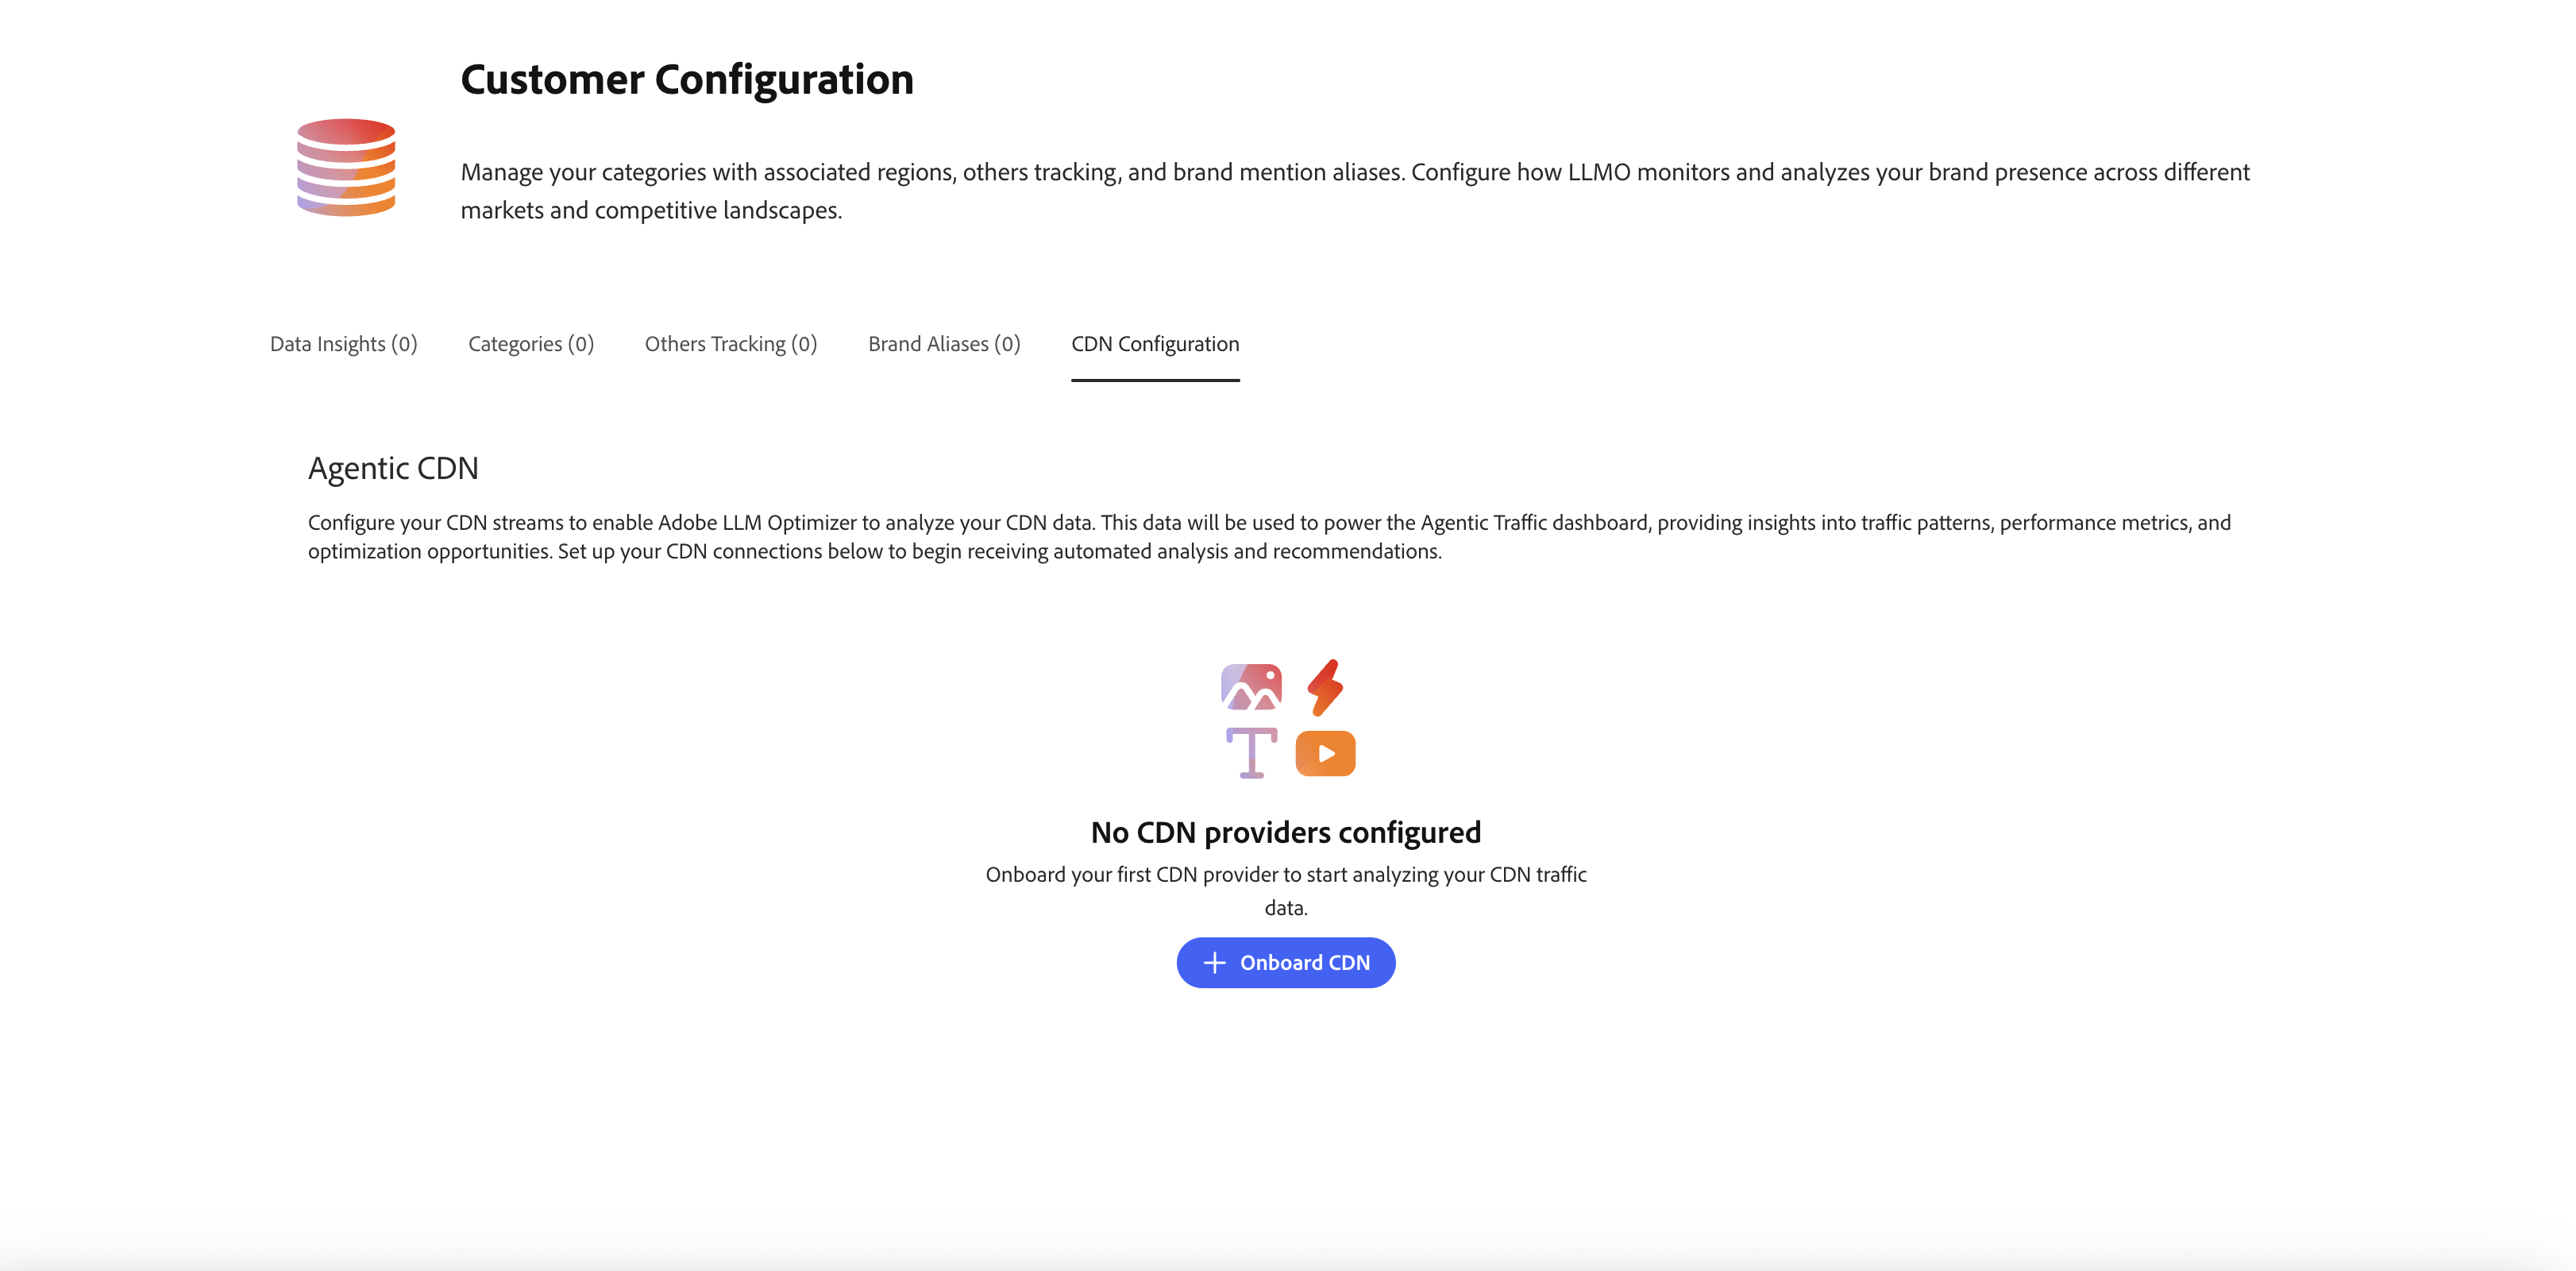 Customer Configuration
Manage your categories with associated regions, others tracking, and brand mention aliases. Configure how LLMO monitors and analyzes your brand presence across different
markets and competitive landscapes.
Data Insights (0) Categories (0) Others Tracking (0) Brand Aliases (0) CDN Configuration
Agentic CDN
Configure your CDN streams to enable Adobe LLM Optimizer to analyze your CDN data. This data will be used to power the Agentic Traffic dashboard, providing insights into traffic patterns, performance metrics, and
optimization opportunities. Set up your CDN connections below to begin receiving automated analysis and recommendations.
No CDN providers configured
Onboard your first CDN provider to start analyzing your CDN traffic
data.
Onboard CDN